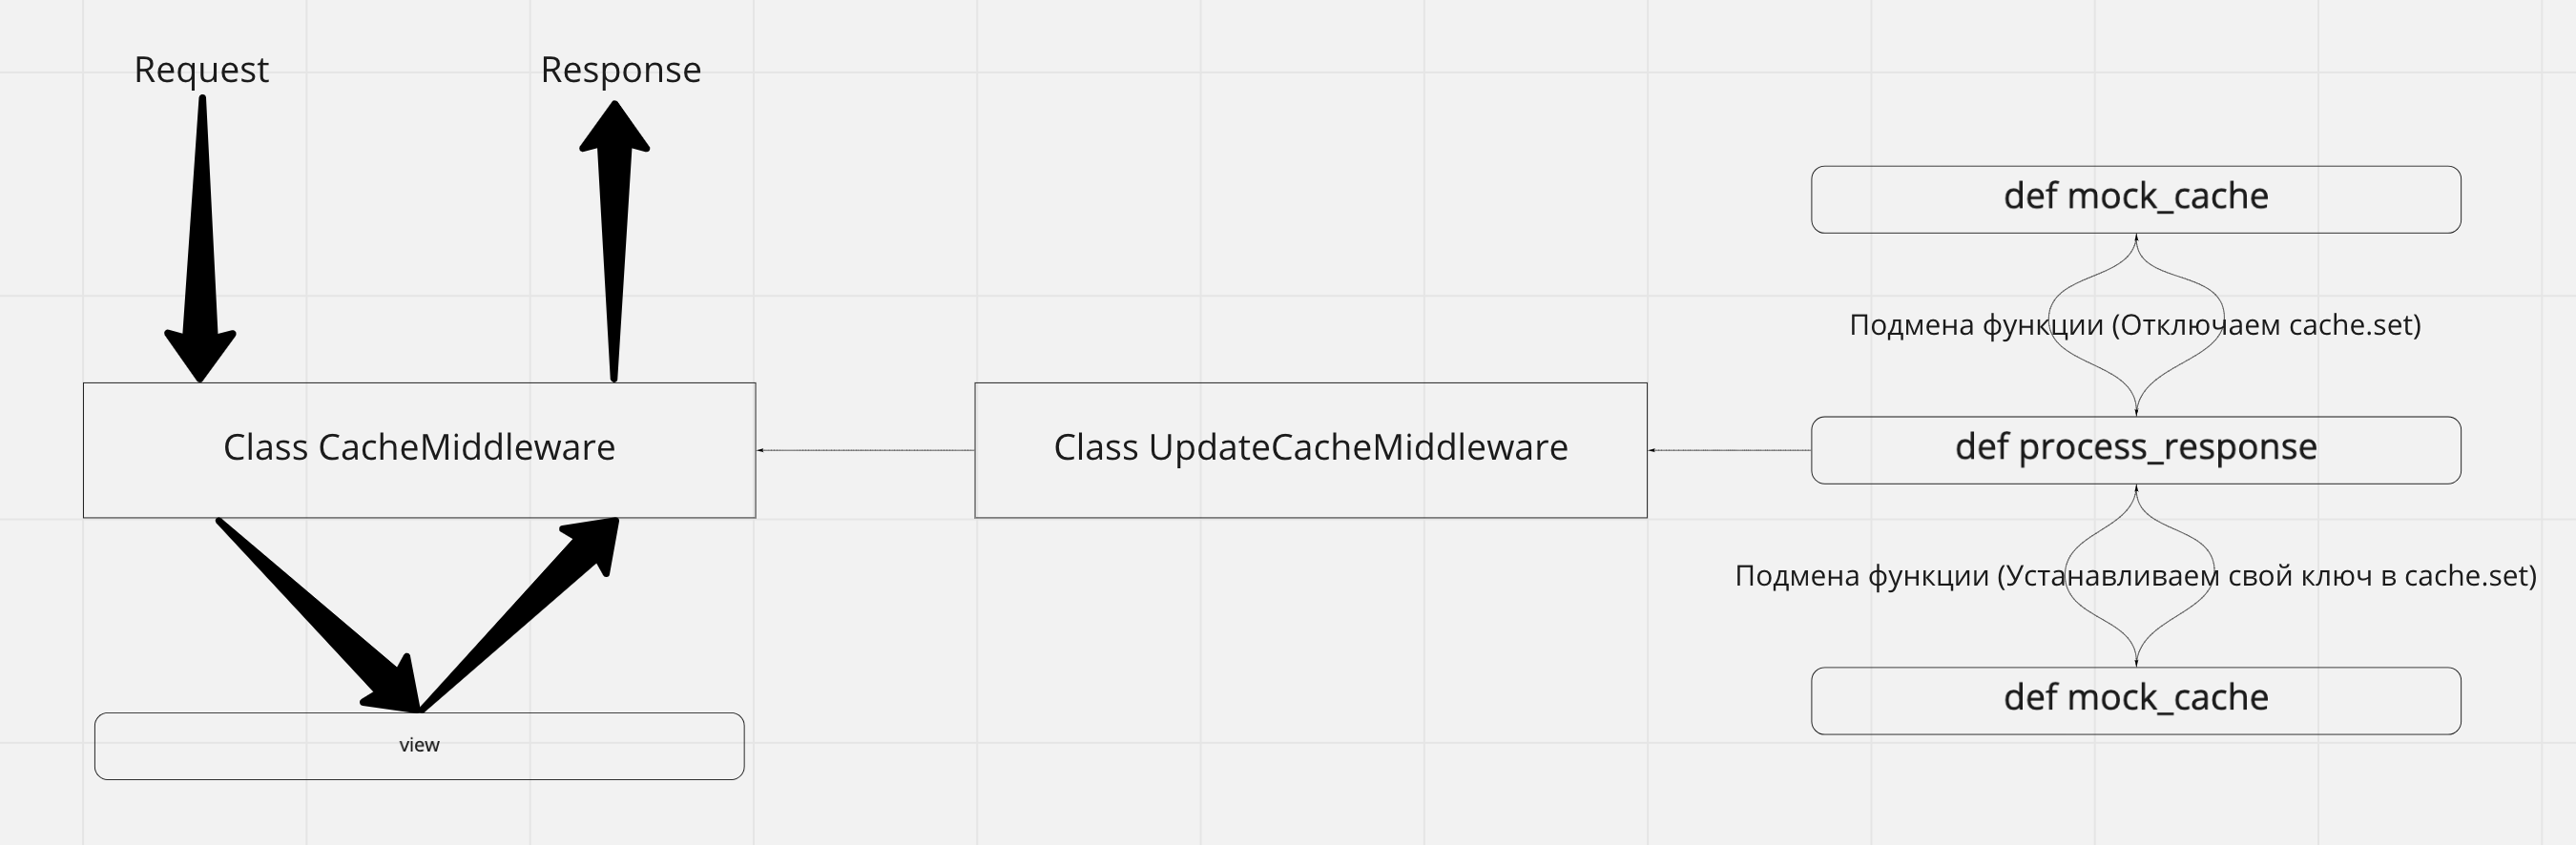 Request
Response
def mock_cache
Подмена функции (Отключаем cache.set)
Class CacheMiddleware
Class UpdateCacheMiddleware
def process_response
Подмена функции (Устанавливаем свой ключ в cache.set)
def mock_cache
view